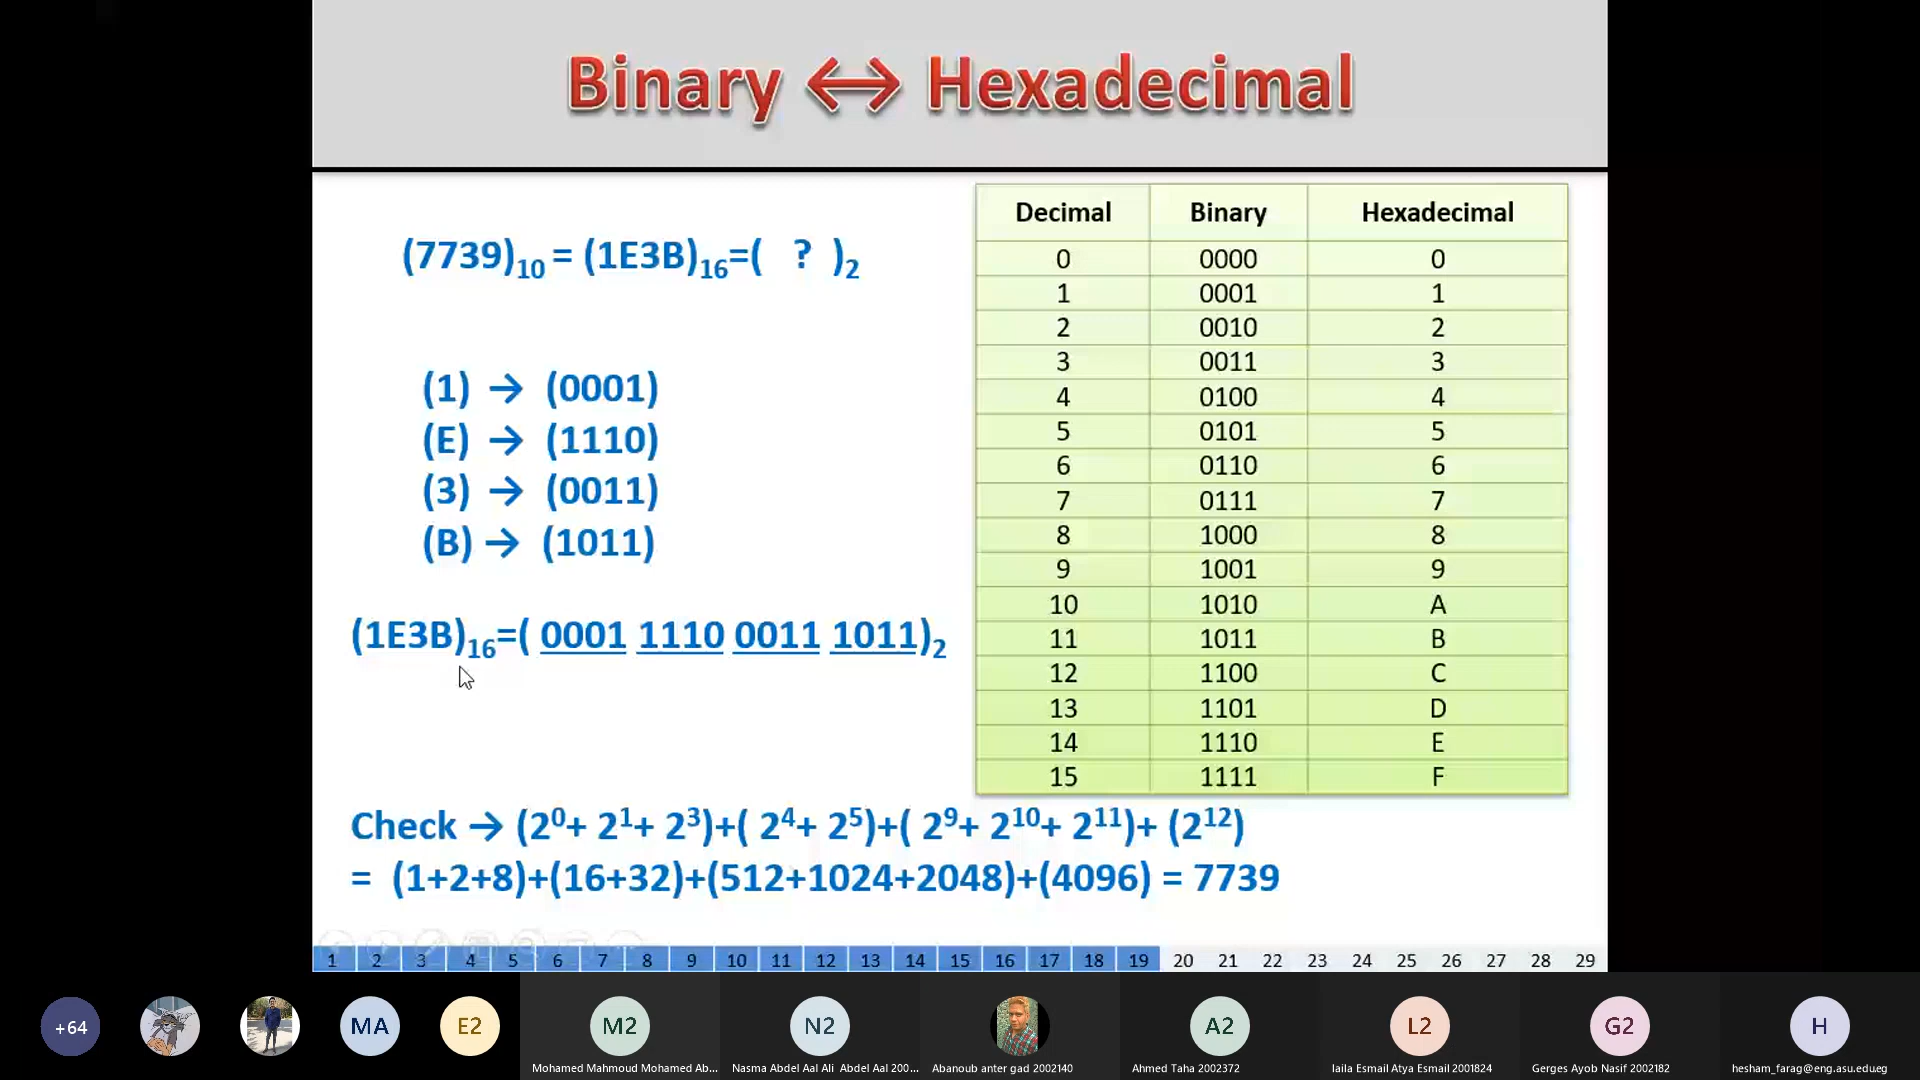 Binary ↔ Hexadecimal
(7739)₁₀ = (1E3B)₁₆=( ? )₂
(1) → (0001)
(E) → (1110)
(3) → (0011)
(B) → (1011)
(1E3B)₁₆=( 0001 1110 0011 1011)₂
Decimal Binary Hexadecimal
0 0000 0
1 0001 1
2 0010 2
3 0011 3
4 0100 4
5 0101 5
6 0110 6
7 0111 7
8 1000 8
9 1001 9
10 1010 A
11 1011 B
12 1100 C
13 1101 D
14 1110 E
15 1111 F
Check → (2⁰+ 2¹+ 2³)+( 2⁴+ 2⁵)+( 2⁹+ 2¹⁰+ 2¹¹)+ (2¹²)
= (1+2+8)+(16+32)+(512+1024+2048)+(4096) = 7739
1 2 3 4 5 6 7 8 9 10 11 12 13 14 15 16 17 18 19 20 21 22 23 24 25 26 27 28 29
+64 MA E2 M2 N2 A2 L2 G2 H
Mohamed Mahmoud Mohamed Ab... Nasma Abdel Aal Ali Abdel Aal 200... Abanoub anter gad 2002140 Ahmed Taha 2002372 laila Esmail Atya Esmail 2001824 Gerges Ayob Nasif 2002182 hesham_farag@eng.asu.edu.eg